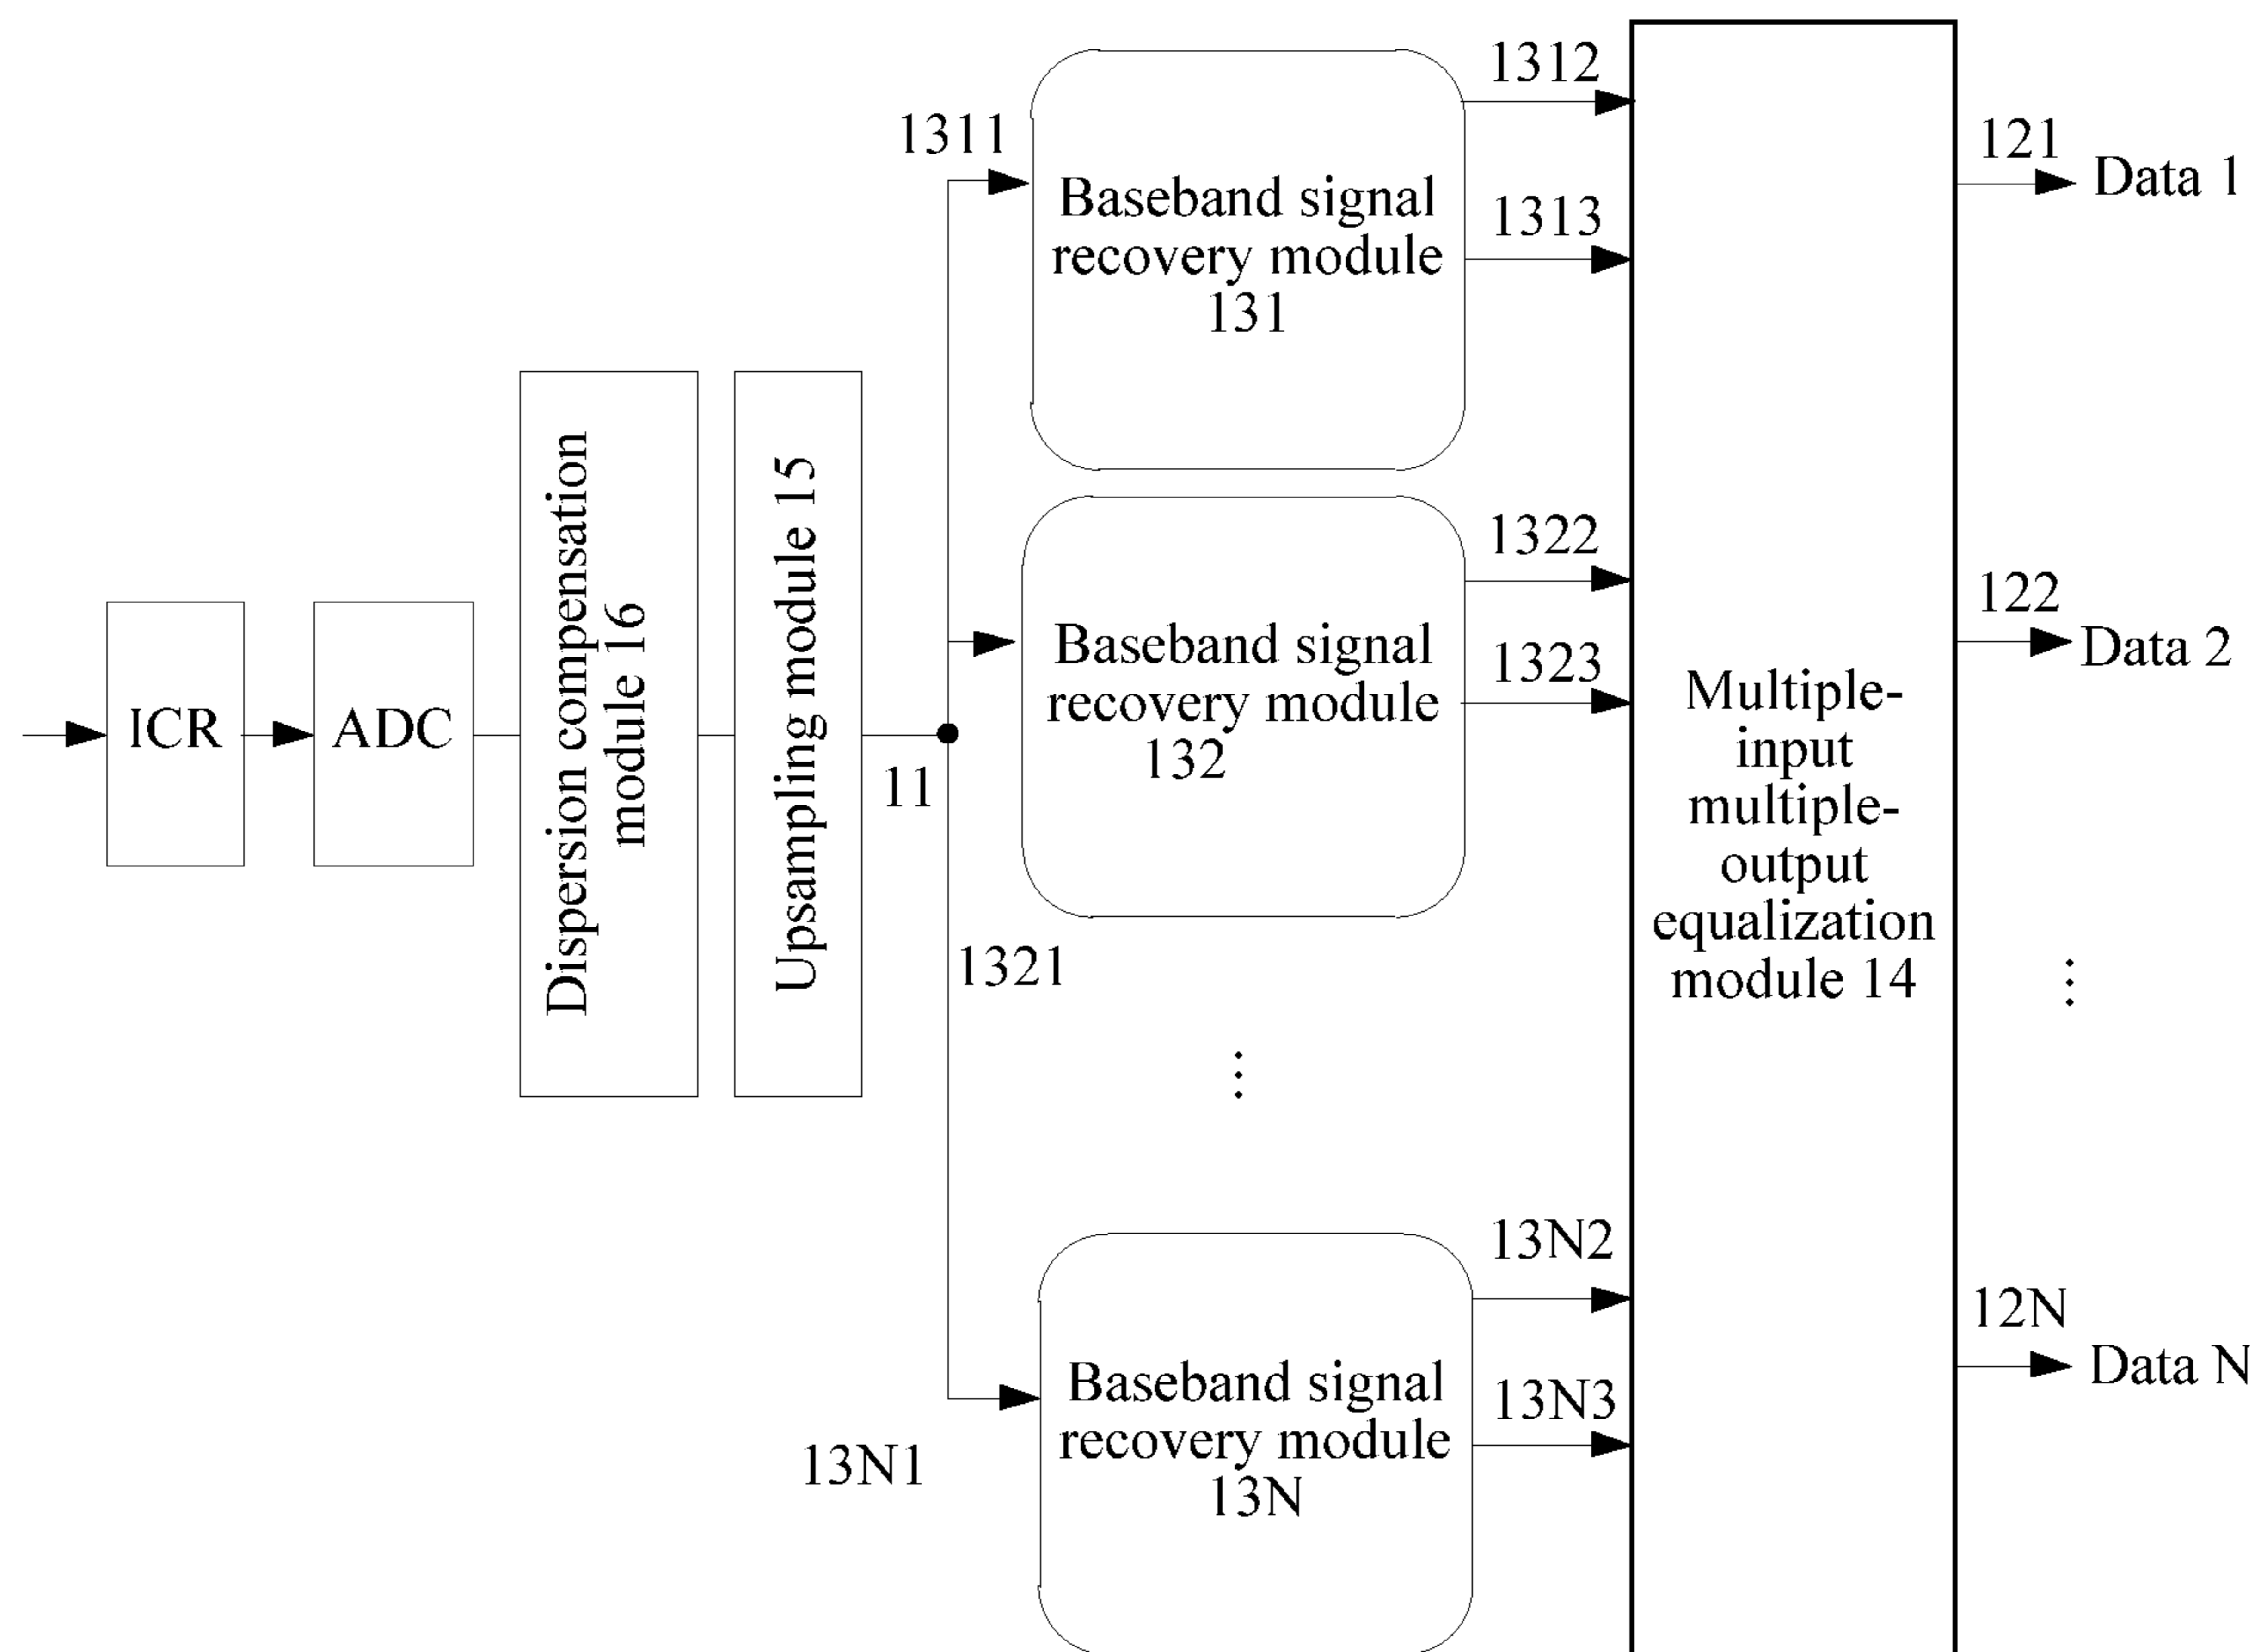 ICR
ADC
Dispersion compensation
module 16
Upsampling module 15
11
1311
1321
13N1
Baseband signal
recovery module
131
1312
1313
Baseband signal
recovery module
132
1322
1323
Baseband signal
recovery module
13N
13N2
13N3
Multiple-
input
multiple-
output
equalization
module 14
121
Data 1
122
Data 2
12N
Data N